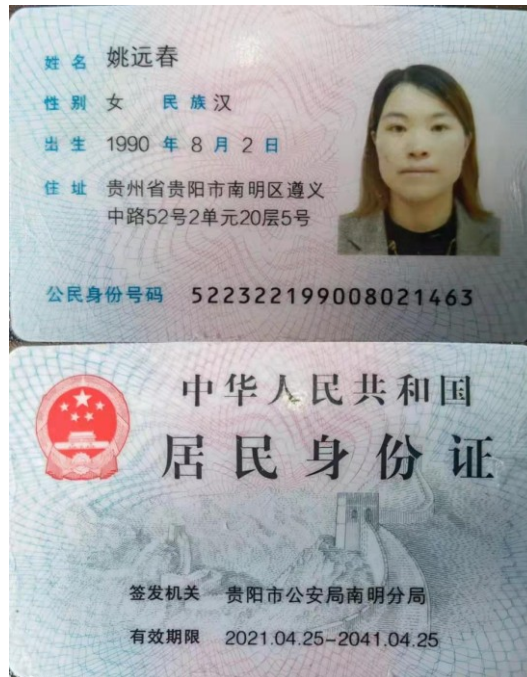 姓名 姚远春
性别 女 民族 汉
出生 1990 年 8 月 2 日
住址 贵州省贵阳市南明区遵义
中路52号2单元20层5号
公民身份号码 522322199008021463
中华人民共和国
居民身份证
签发机关 贵阳市公安局南明分局
有效期限 2021.04.25-2041.04.25